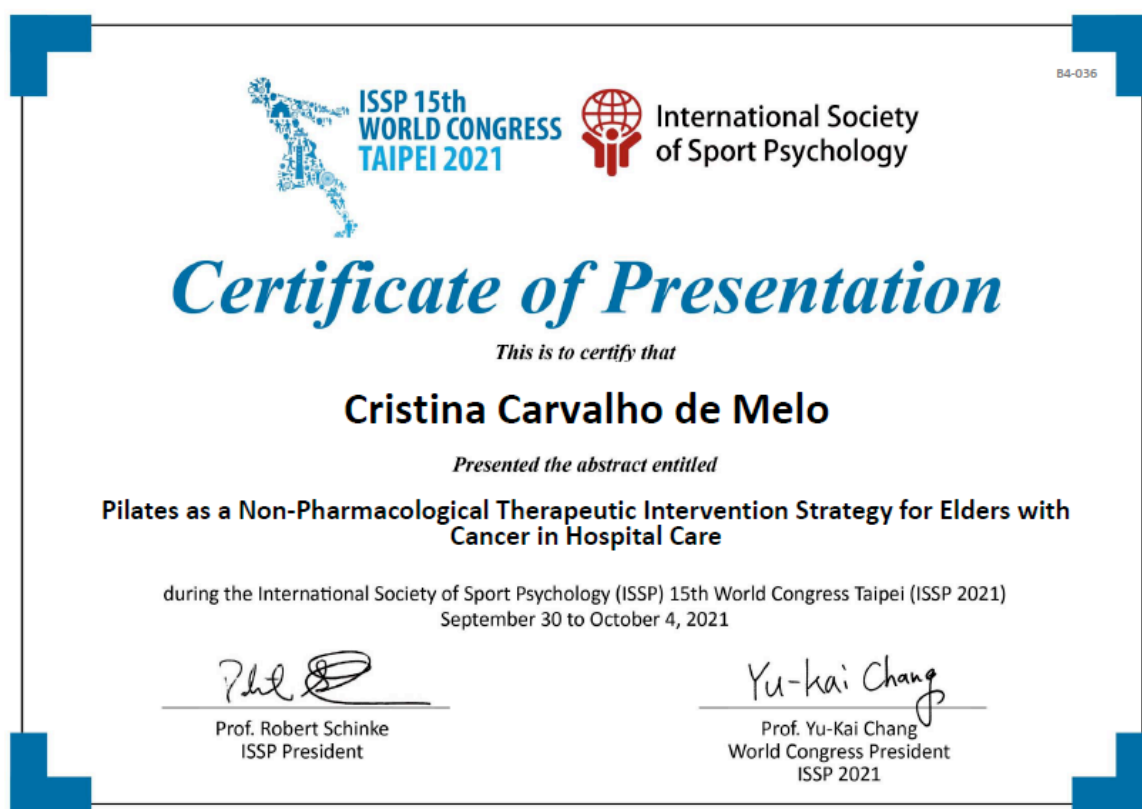 B4-036
ISSP 15th
WORLD CONGRESS
TAIPEI 2021
International Society
of Sport Psychology
Certificate of Presentation
This is to certify that
Cristina Carvalho de Melo
Presented the abstract entitled
Pilates as a Non-Pharmacological Therapeutic Intervention Strategy for Elders with
Cancer in Hospital Care
during the International Society of Sport Psychology (ISSP) 15th World Congress Taipei (ISSP 2021)
September 30 to October 4, 2021
Yu-kai Chang
Prof. Robert Schinke
ISSP President
Prof. Yu-Kai Chang
World Congress President
ISSP 2021